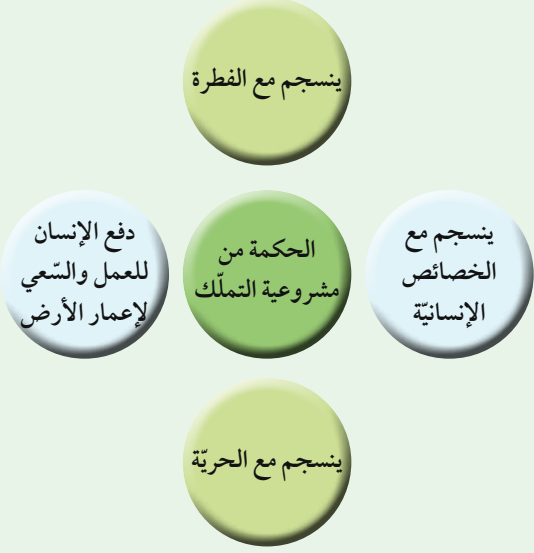 ينسجم مع الفطرة
ينسجم مع
الخصائص
الإنسانيّة
الحكمة من
مشروعية التملّك
دفع الإنسان
للعمل والسّعي
لإعمار الأرض
ينسجم مع الحريّة